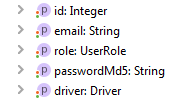 id: Integer
email: String
role: UserRole
passwordMd5: String
driver: Driver